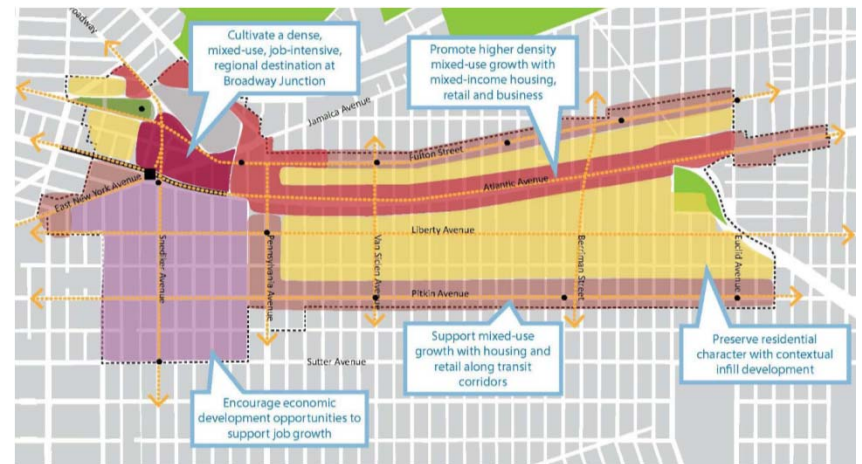 Broadway
Cultivate a dense,
mixed-use, job-intensive,
regional destination at
Broadway Junction
Promote higher density
mixed-use growth with
mixed-income housing,
retail and business
Jamaica Avenue
Fulton Street
Atlantic Avenue
East New York Avenue
Liberty Avenue
Snediker Avenue
Pennsylvania Avenue
Van Siclen Avenue
Berriman Street
Euclid Avenue
Pitkin Avenue
Sutter Avenue
Support mixed-use
growth with housing and
retail along transit
corridors
Preserve residential
character with contextual
infill development
Encourage economic
development opportunities to
support job growth